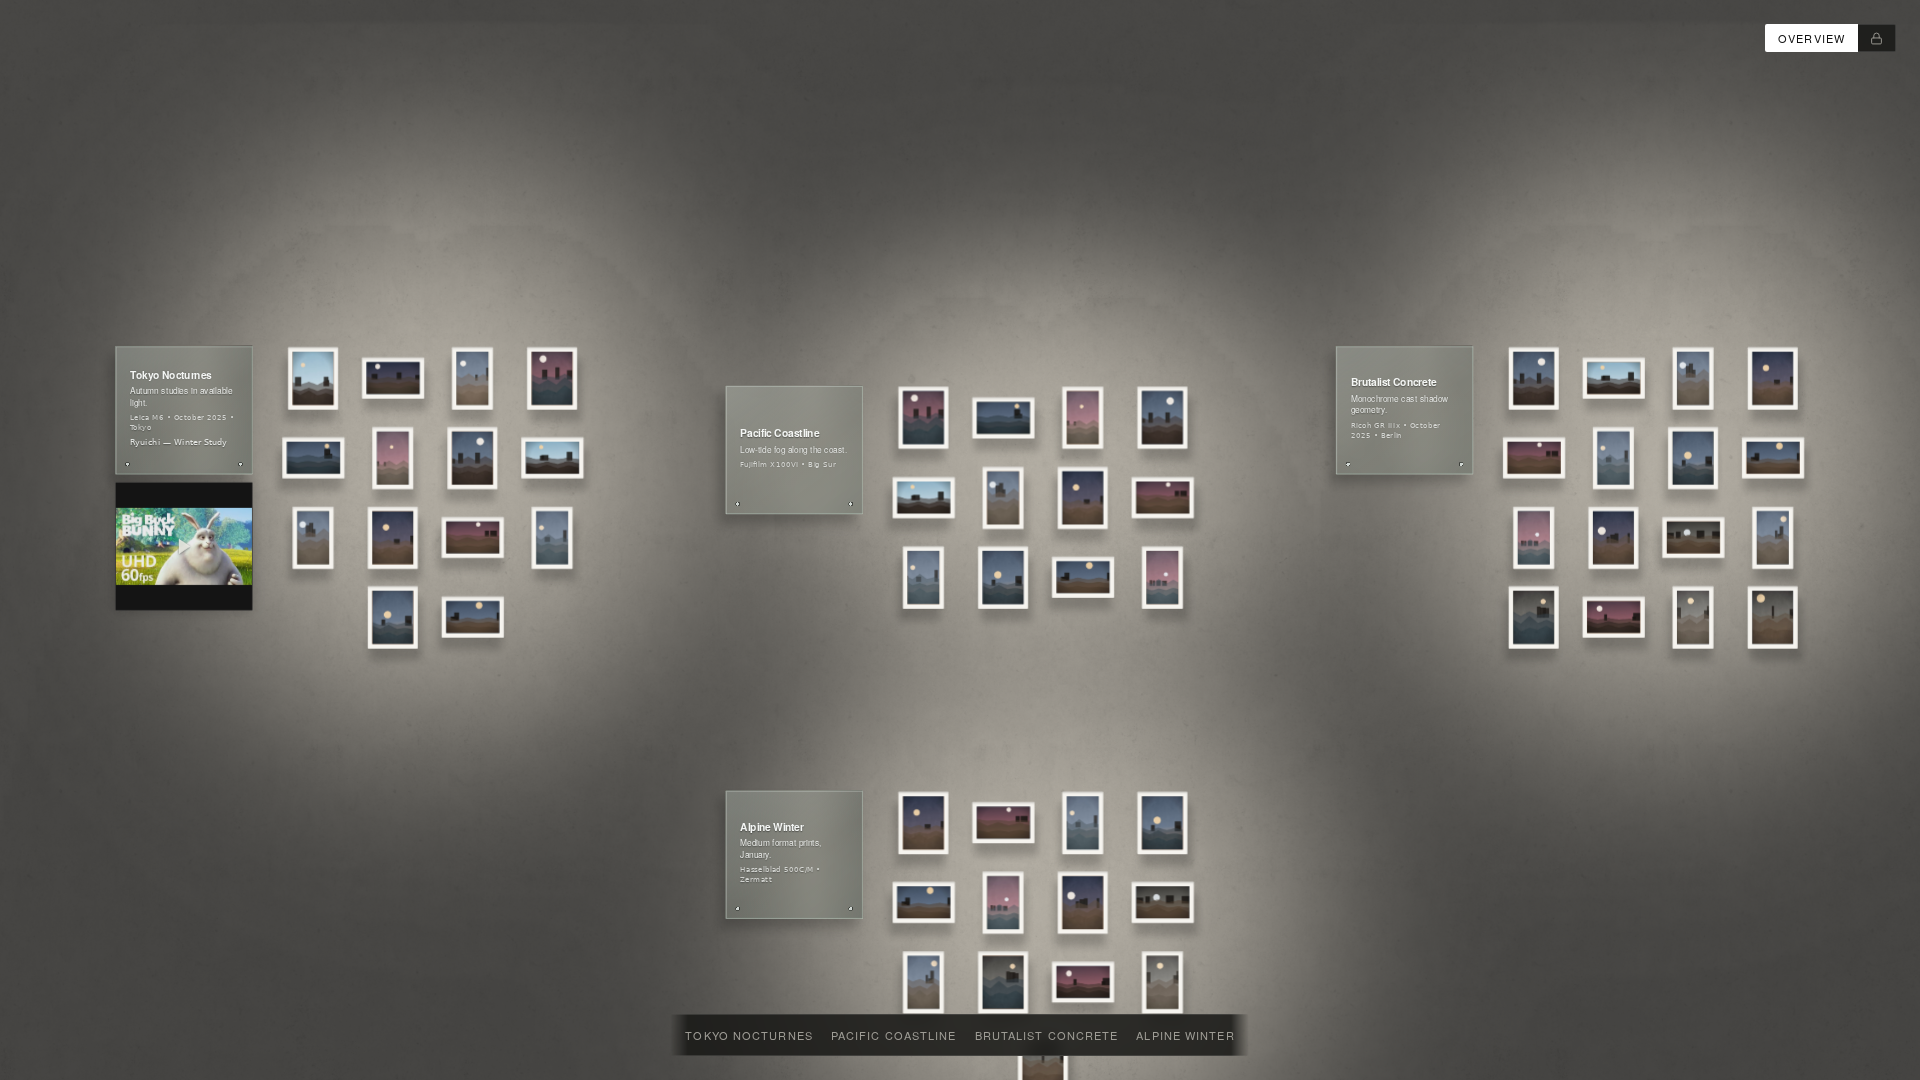 OVERVIEW
Tokyo Nocturnes
Autumn studies in available
light.
Leica M6 • October 2025 •
Tokyo
Ryuichi — Winter Study
Big Buck
BUNNY
UHD
60fps
Pacific Coastline
Low-tide fog along the coast.
Fujifilm X100VI • Big Sur
Brutalist Concrete
Monochrome cast shadow
geometry.
Ricoh GR IIIx • October
2025 • Berlin
Alpine Winter
Medium format prints,
January.
Hasselblad 500C/M •
Zermatt
TOKYO NOCTURNES
PACIFIC COASTLINE
BRUTALIST CONCRETE
ALPINE WINTER